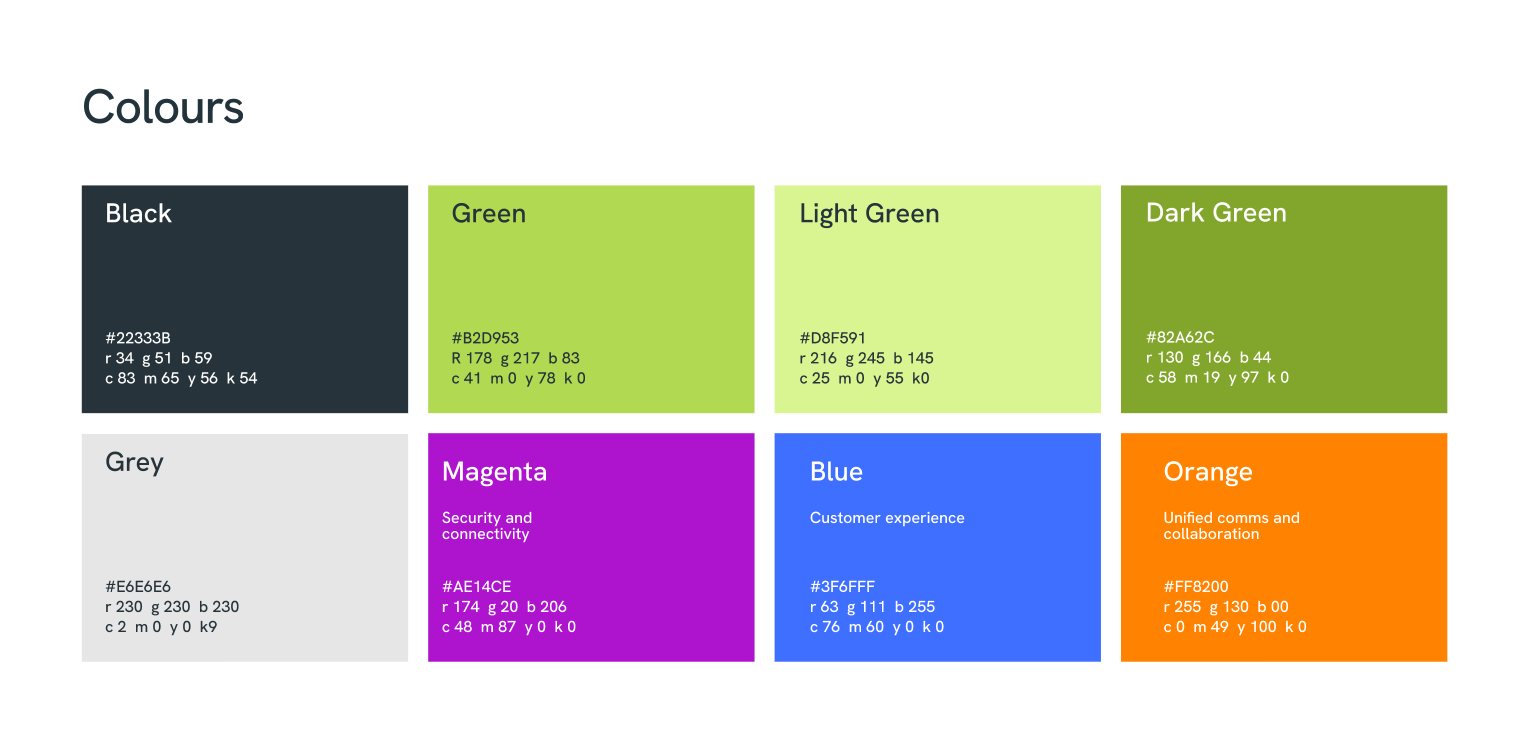 Colours
Black
#22333B
r 34 g 51 b 59
c 83 m 65 y 56 k 54
Green
#B2D953
R 178 g 217 b 83
c 41 m 0 y 78 k 0
Light Green
#D8F591
r 216 g 245 b 145
c 25 m 0 y 55 k0
Dark Green
#82A62C
r 130 g 166 b 44
c 58 m 19 y 97 k 0
Grey
#E6E6E6
r 230 g 230 b 230
c 2 m 0 y 0 k9
Magenta
Security and
connectivity
#AE14CE
r 174 g 20 b 206
c 48 m 87 y 0 k 0
Blue
Customer experience
#3F6FFF
r 63 g 111 b 255
c 76 m 60 y 0 k 0
Orange
Unified comms and
collaboration
#FF8200
r 255 g 130 b 00
c 0 m 49 y 100 k 0